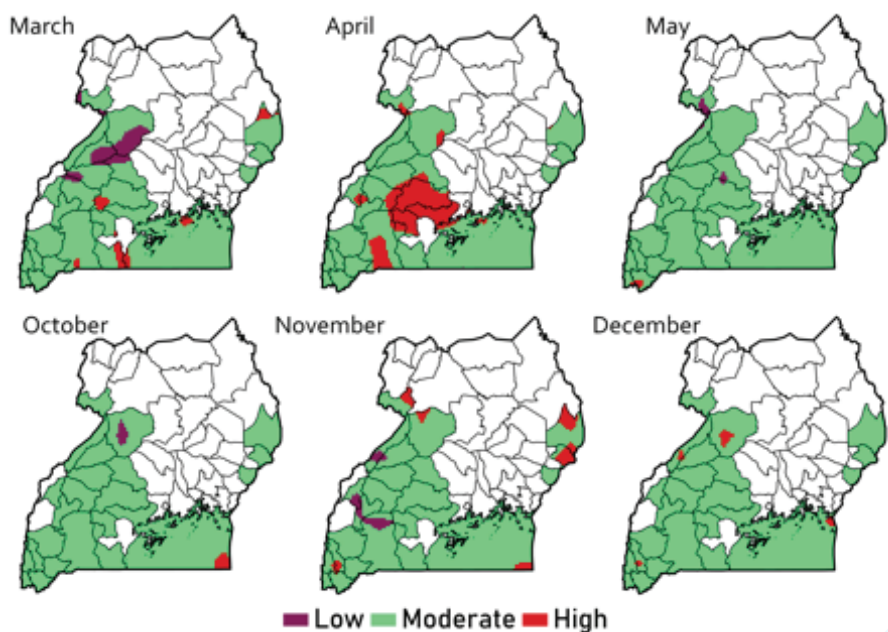 March
April
May
October
November
December
Low Moderate High